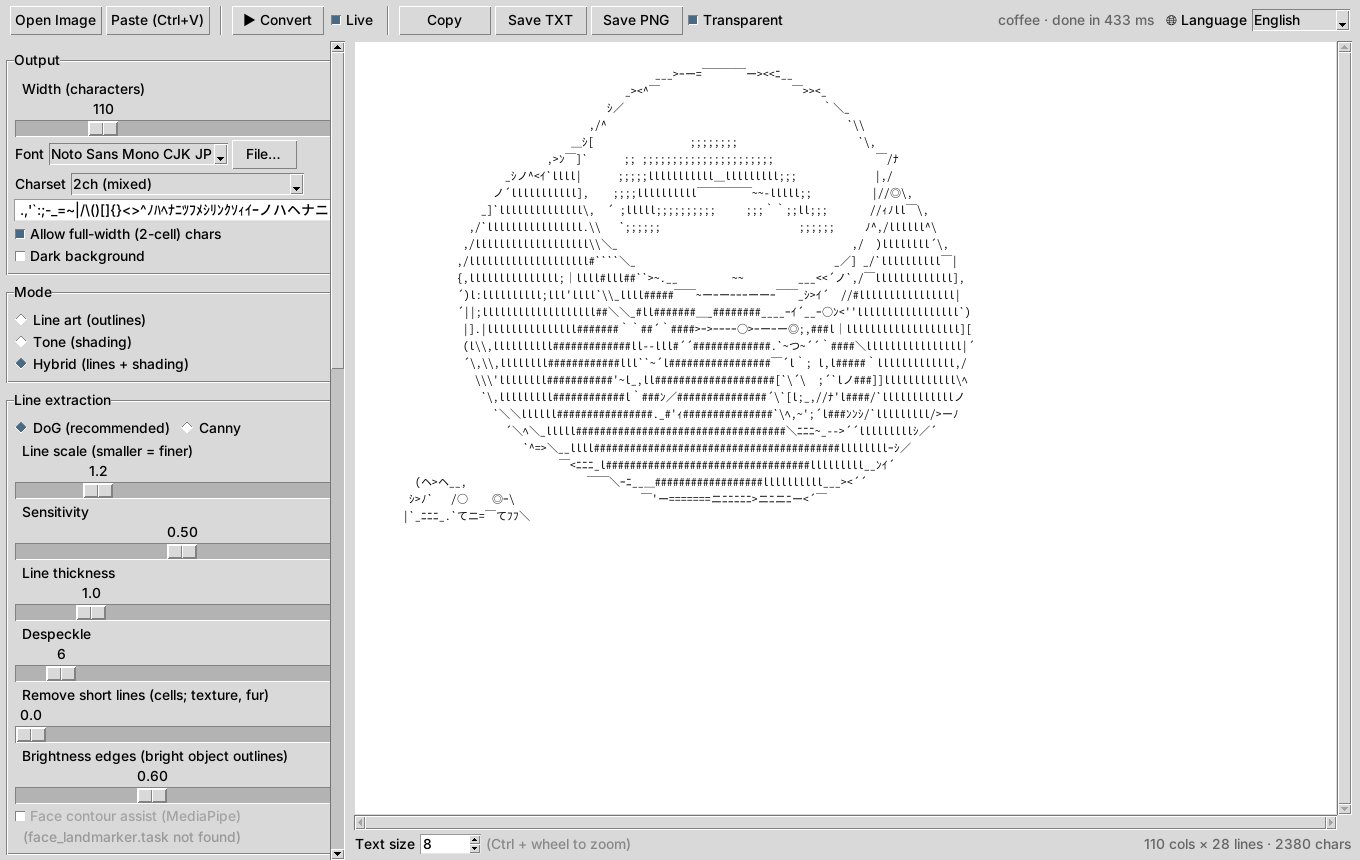 Open Image Paste (Ctrl+V) ▶ Convert Live Copy Save TXT Save PNG Transparent coffee · done in 433 ms Language English
Output
Width (characters)
110
Font Noto Sans Mono CJK JP File...
Charset 2ch (mixed)
Allow full-width (2-cell) chars
Dark background
Mode
Line art (outlines)
Tone (shading)
Hybrid (lines + shading)
Line extraction
DoG (recommended) Canny
Line scale (smaller = finer)
1.2
Sensitivity
0.50
Line thickness
1.0
Despeckle
6
Remove short lines (cells; texture, fur)
0.0
Brightness edges (bright object outlines)
0.60
Face contour assist (MediaPipe)
(face_landmarker.task not found)
Text size 8 (Ctrl + wheel to zoom) 110 cols × 28 lines · 2380 chars